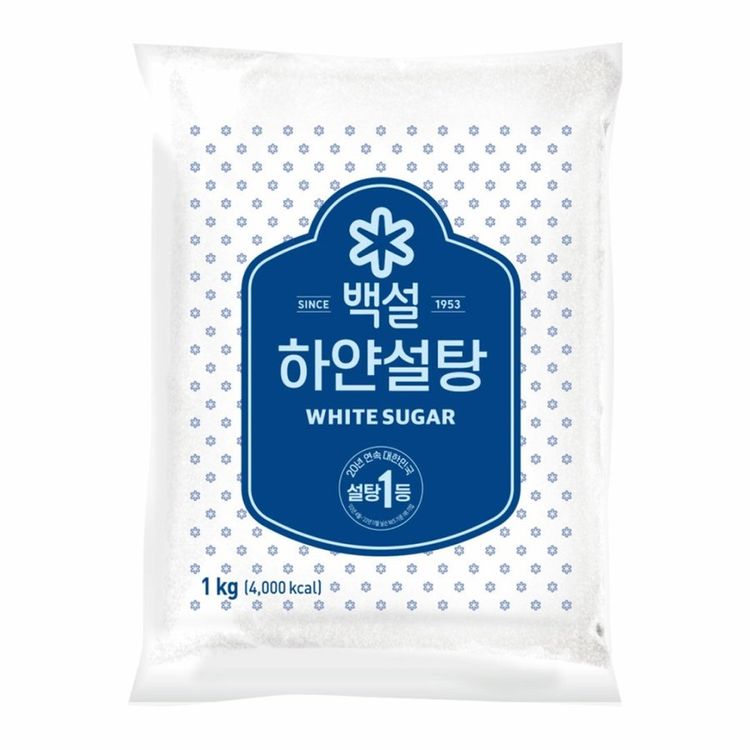 SINCE 백설 1953
하얀설탕
WHITE SUGAR
20년 연속 대한민국
설탕1등
1 kg (4,000 kcal)